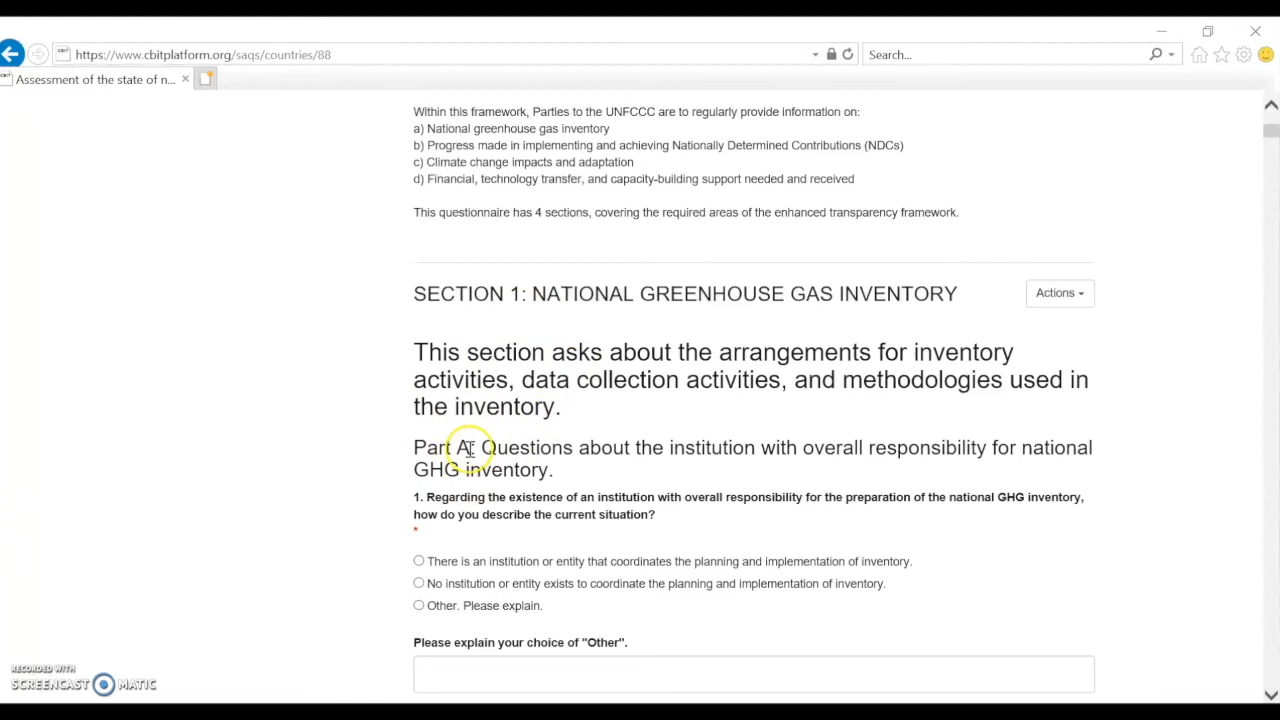 https://www.cbitplatform.org/saqs/countries/88
Search...
Assessment of the state of n...
Within this framework, Parties to the UNFCCC are to regularly provide information on:
a) National greenhouse gas inventory
b) Progress made in implementing and achieving Nationally Determined Contributions (NDCs)
c) Climate change impacts and adaptation
d) Financial, technology transfer, and capacity-building support needed and received
This questionnaire has 4 sections, covering the required areas of the enhanced transparency framework.
SECTION 1: NATIONAL GREENHOUSE GAS INVENTORY
Actions
This section asks about the arrangements for inventory
activities, data collection activities, and methodologies used in
the inventory.
Part A: Questions about the institution with overall responsibility for national
GHG inventory.
1. Regarding the existence of an institution with overall responsibility for the preparation of the national GHG inventory,
how do you describe the current situation?
*
There is an institution or entity that coordinates the planning and implementation of inventory.
No institution or entity exists to coordinate the planning and implementation of inventory.
Other. Please explain.
Please explain your choice of "Other".
RECORDED WITH
SCREENCAST MATIC